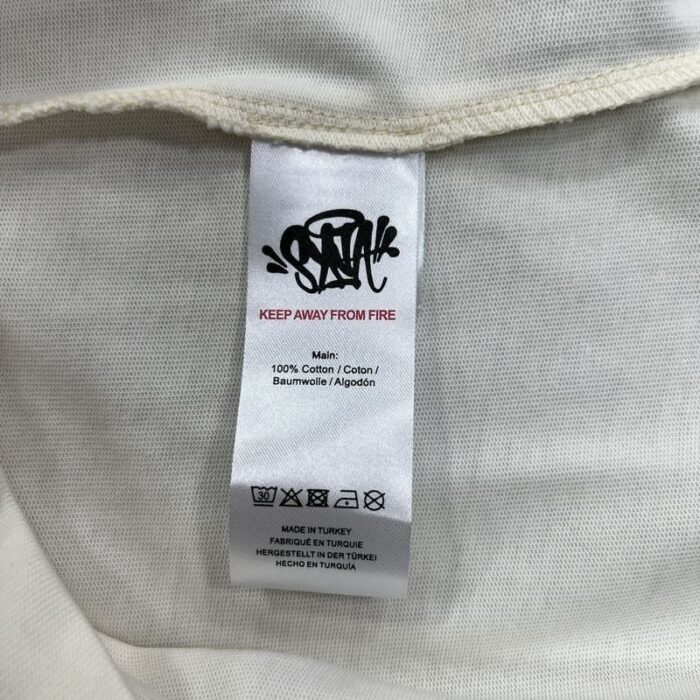 SYNA
KEEP AWAY FROM FIRE
Main:
100% Cotton / Coton /
Baumwolle / Algodón
30
MADE IN TURKEY
FABRIQUÉ EN TURQUIE
HERGESTELLT IN DER TÜRKEI
HECHO EN TURQUÍA